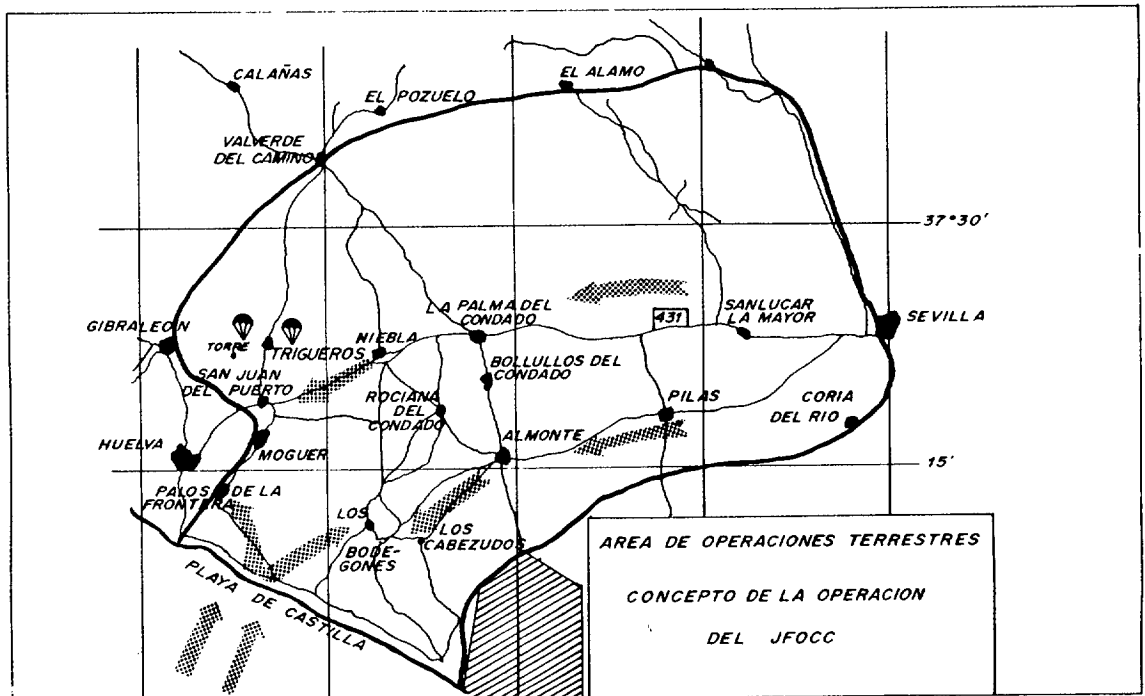 CALAÑAS
EL POZUELO
EL ALAMO
VALVERDE
DEL CAMINO
37°30'
LA PALMA DEL
CONDADO
431
SANLUCAR
LA MAYOR
SEVILLA
GIBRALEON
TORRE
TRIGUEROS
NIEBLA
SAN JUAN
DEL PUERTO
BOLLULLOS DEL
CONDADO
ROCIANA
DEL
CONDADO
PILAS
CORIA
DEL RIO
HUELVA
MOGUER
ALMONTE
15'
PALOS DE LA
FRONTERA
LOS
BODE-
GONES
LOS
CABEZUDOS
PLAYA DE CASTILLA
AREA DE OPERACIONES TERRESTRES
CONCEPTO DE LA OPERACION
DEL JFOCC